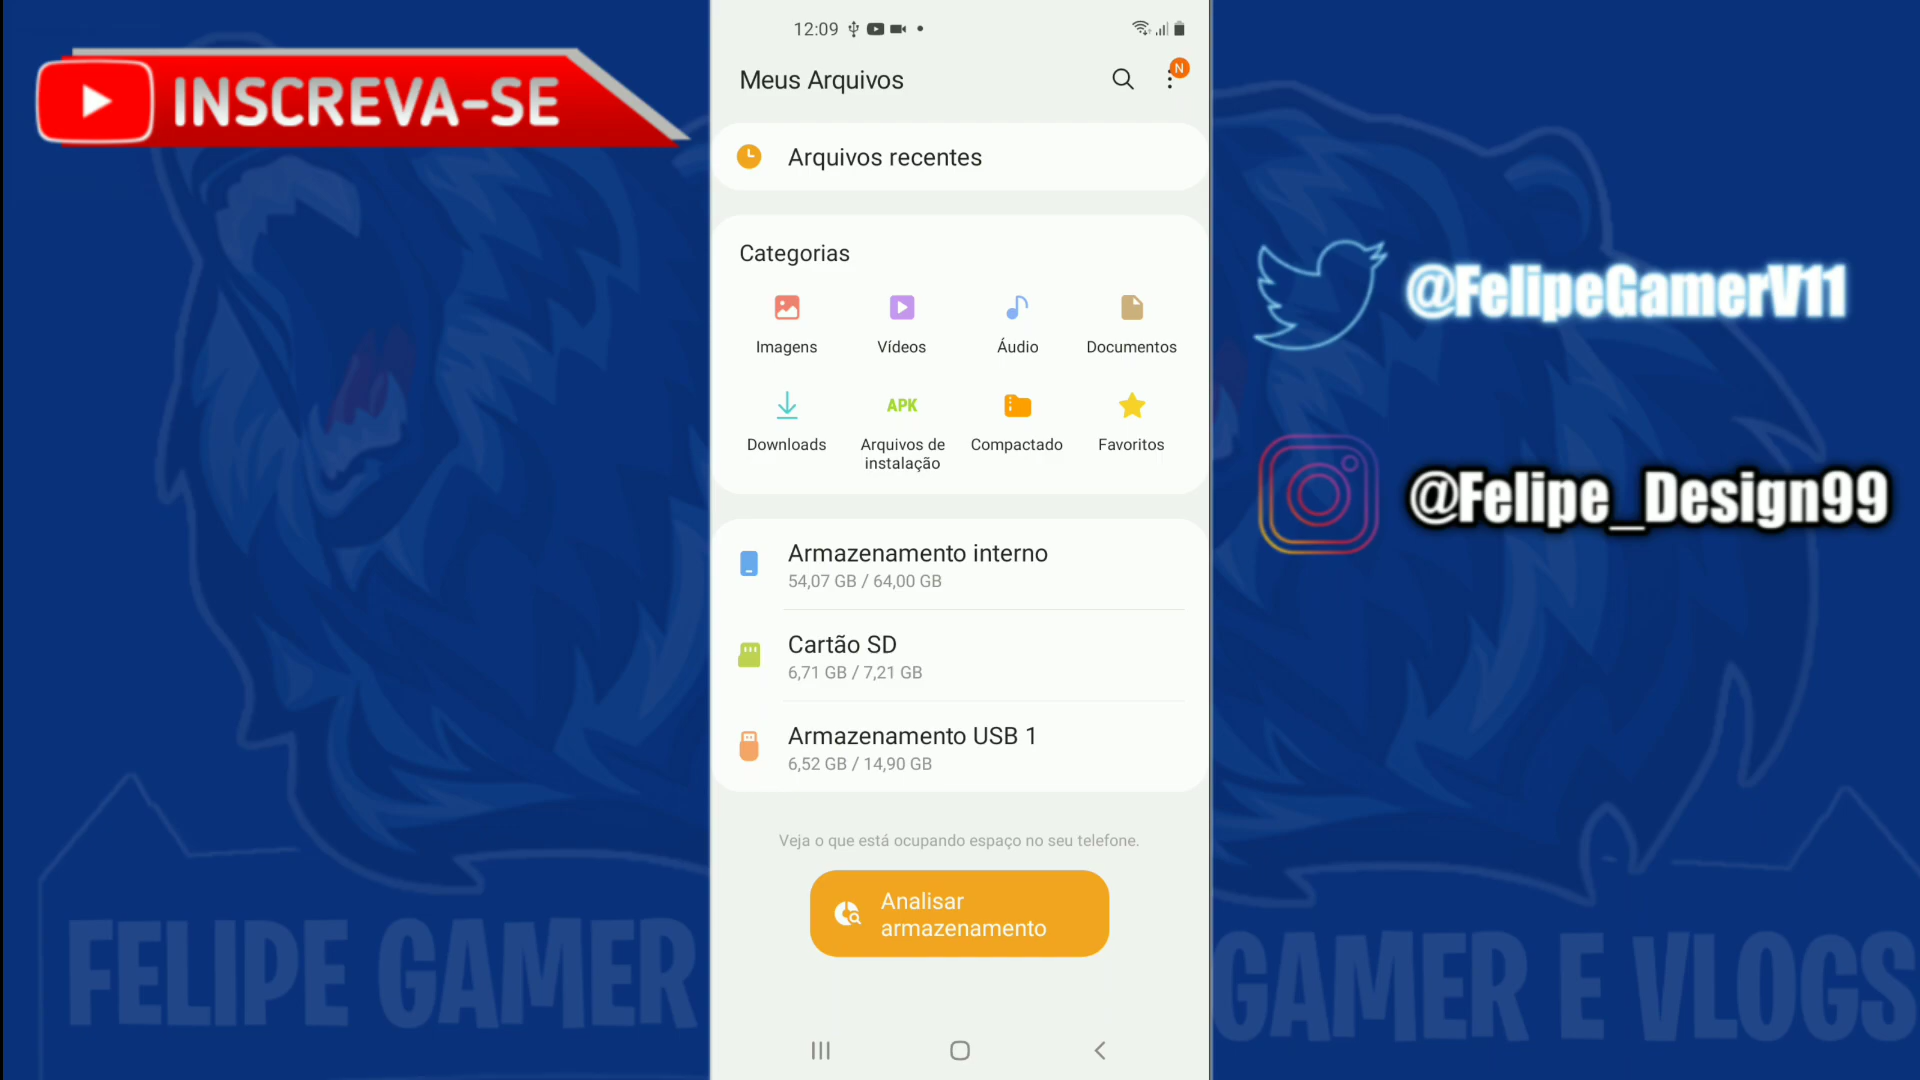 INSCREVA-SE
12:09
Meus Arquivos
N
Arquivos recentes
Categorias
Imagens
Vídeos
Áudio
Documentos
APK
Downloads
Arquivos de
instalação
Compactado
Favoritos
Armazenamento interno
54,07 GB / 64,00 GB
Cartão SD
6,71 GB / 7,21 GB
Armazenamento USB 1
6,52 GB / 14,90 GB
Veja o que está ocupando espaço no seu telefone.
Analisar
armazenamento
@FelipeGamerV11
@Felipe_Design99
FELIPE GAMER
GAMER E VLOGS